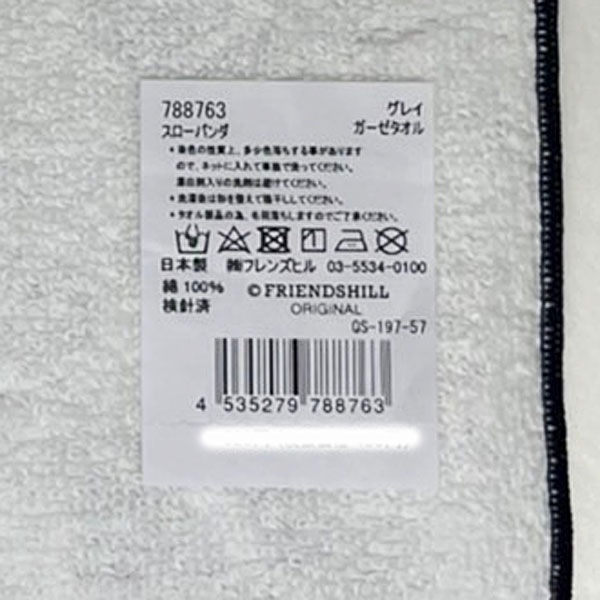 788763 グレイ
スローパンダ ガーゼタオル
＊染色の性質上、多少色落ちする事があります
ので、ネットに入れて単独で洗ってください。
漂白剤入りの洗剤は避けてください。
＊洗濯後は形を整えて陰干ししてください。
＊タオル製品の為、毛羽落ちしますのでご了承ください。
日本製 ㈱フレンズヒル 03-5534-0100
綿 100% ©FRIENDSHILL
検針済 ORIGINAL
QS-197-57
4 535279 788763